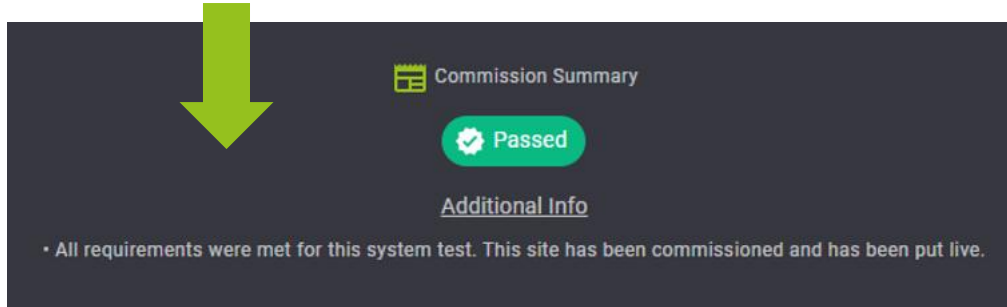 Commission Summary
Passed
Additional Info
• All requirements were met for this system test. This site has been commissioned and has been put live.